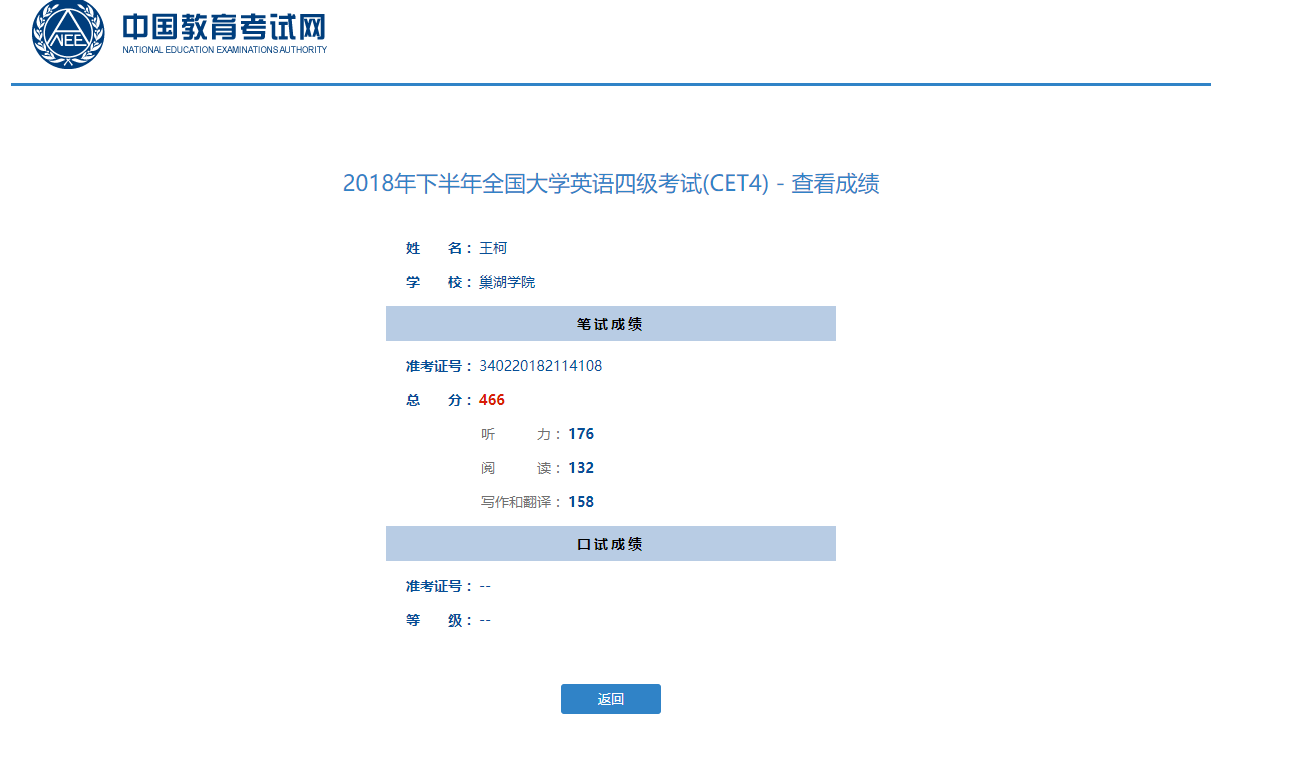 NEE
中国教育考试网
NATIONAL EDUCATION EXAMINATIONS AUTHORITY
2018年下半年全国大学英语四级考试(CET4) - 查看成绩
姓 名： 王柯
学 校： 巢湖学院
笔试成绩
准考证号： 340220182114108
总 分： 466
听 力： 176
阅 读： 132
写作和翻译： 158
口试成绩
准考证号： --
等 级： --
返回